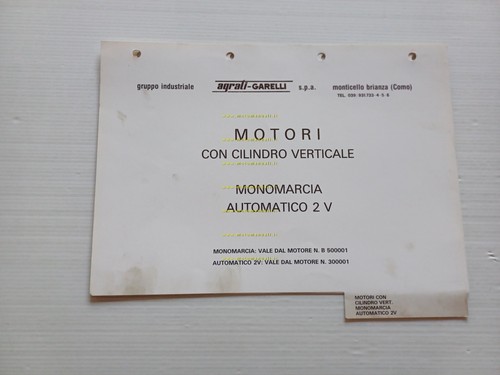 gruppo industriale agrati-GARELLI s.p.a. monticello brianza (Como)
MOTORI
CON CILINDRO VERTICALE
MONOMARCIA
AUTOMATICO 2 V
MONOMARCIA: VALE DAL MOTORE N. B 500001
AUTOMATICO 2V: VALE DAL MOTORE N. 300001
MOTORI CON
CILINDRO VERT.
MONOMARCIA
AUTOMATICO 2V